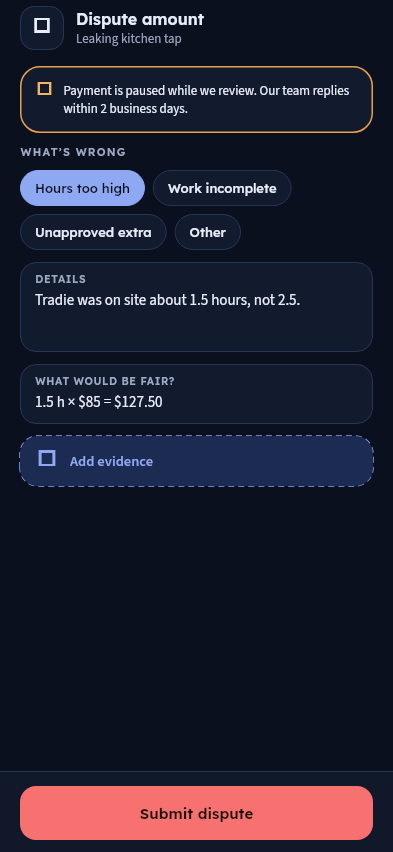 Dispute amount
Leaking kitchen tap
Payment is paused while we review. Our team replies
within 2 business days.
WHAT'S WRONG
Hours too high
Work incomplete
Unapproved extra
Other
DETAILS
Tradie was on site about 1.5 hours, not 2.5.
WHAT WOULD BE FAIR?
1.5 h × $85 = $127.50
Add evidence
Submit dispute